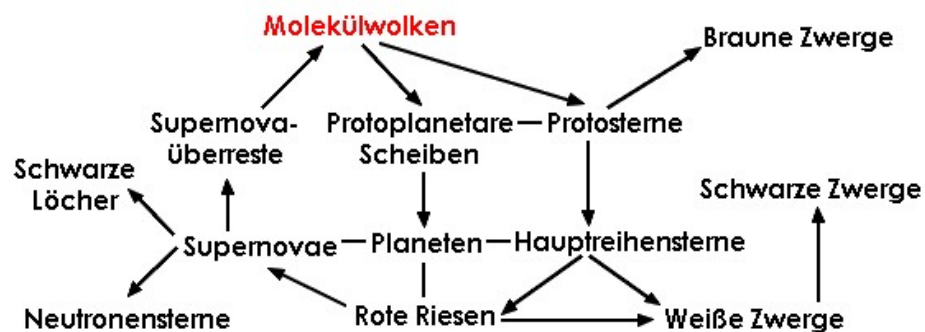 Molekülwolken
Braune Zwerge
Supernova-
überreste
Protoplanetare
Scheiben
Protosterne
Schwarze
Löcher
Schwarze Zwerge
Supernovae
Planeten
Hauptreihensterne
Neutronensterne
Rote Riesen
Weiße Zwerge